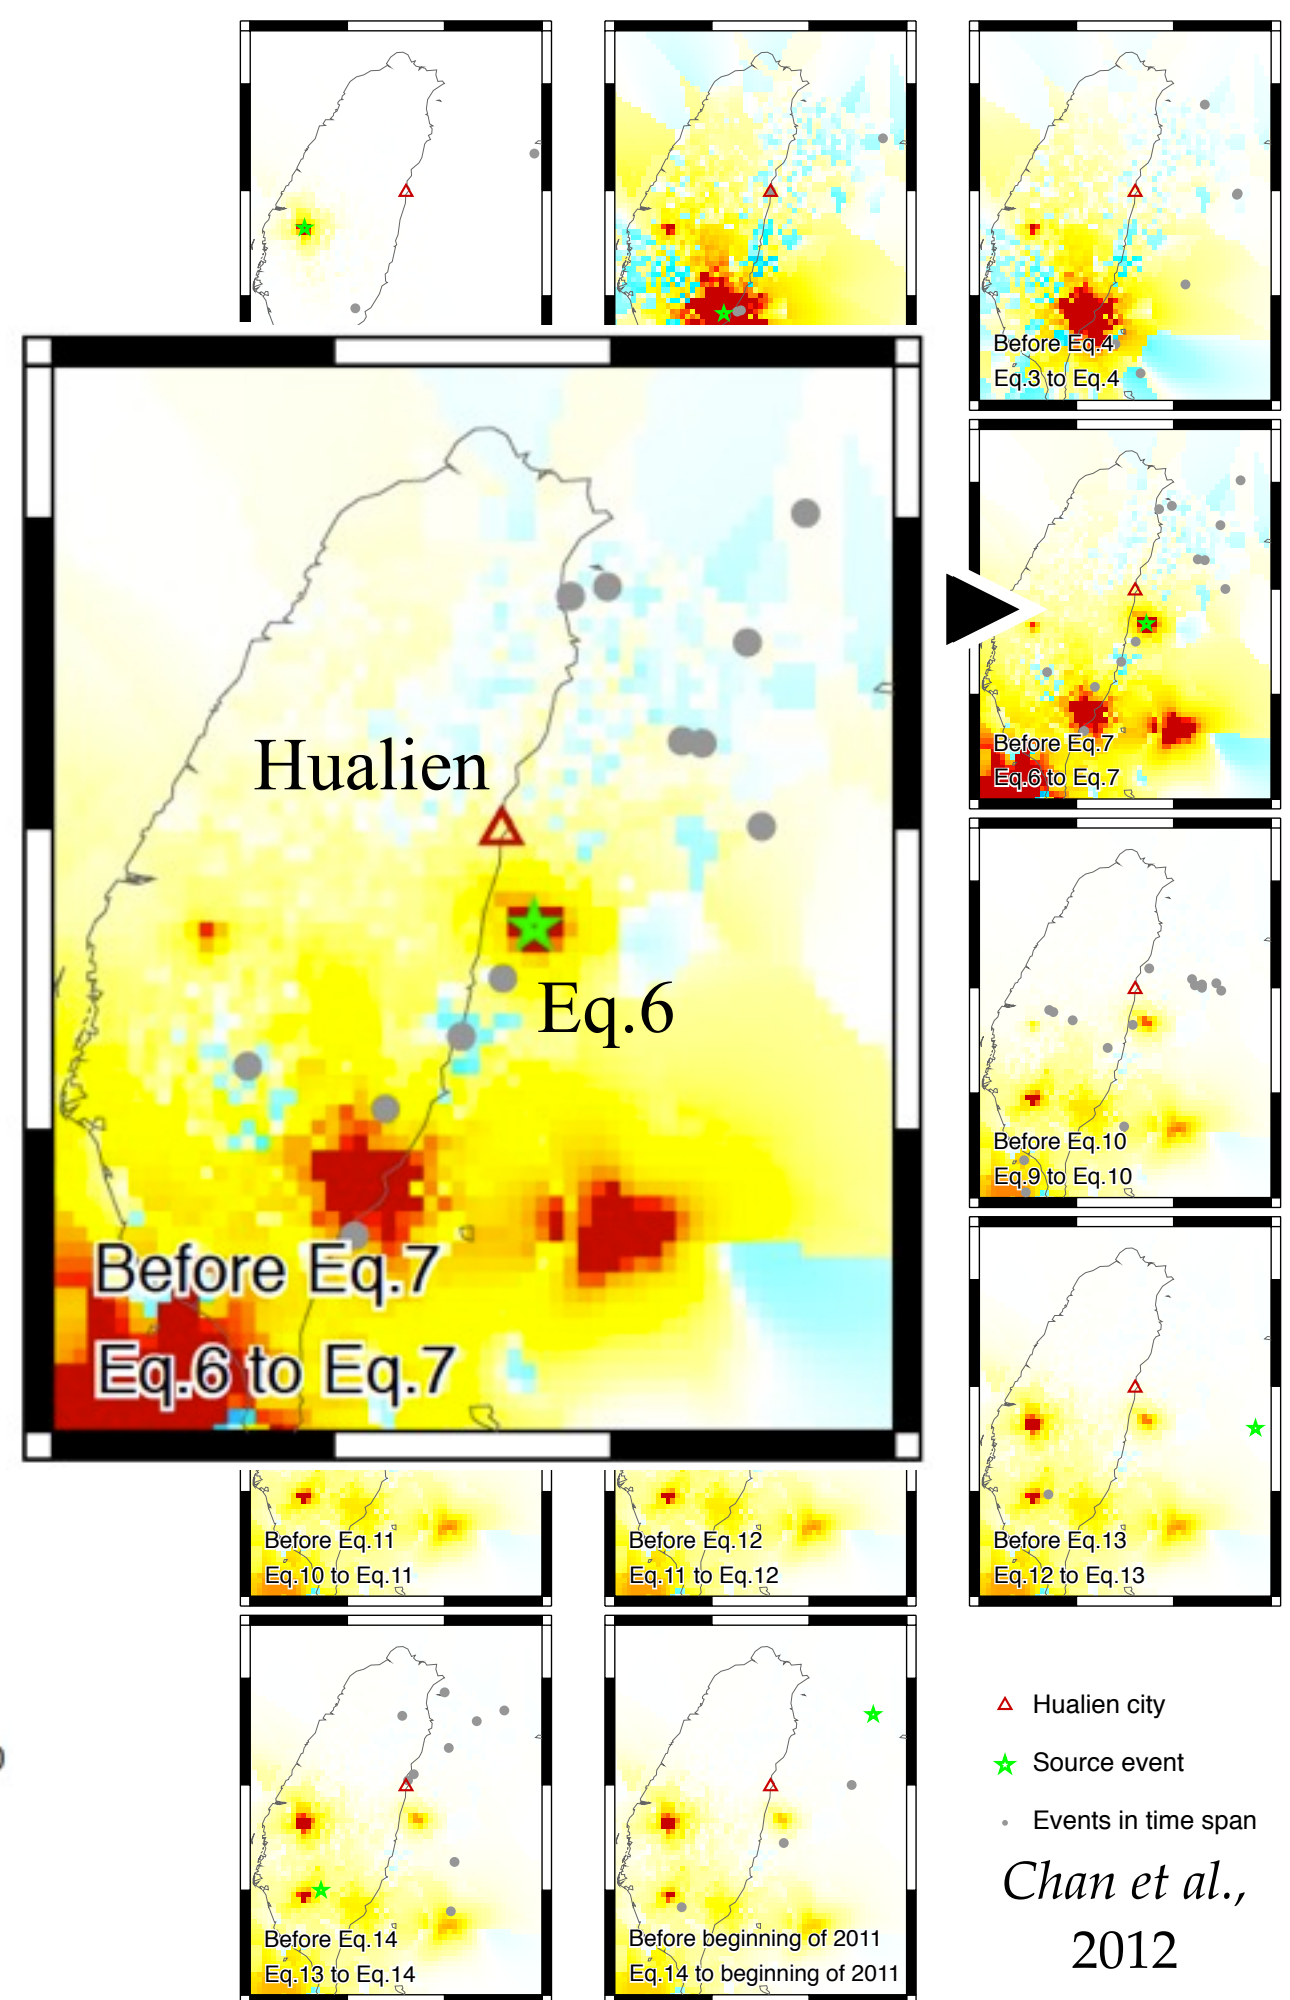 Before Eq.4
Eq.3 to Eq.4
Before Eq.7
Eq.6 to Eq.7
Hualien
Eq.6
Before Eq.7
Eq.6 to Eq.7
Before Eq.10
Eq.9 to Eq.10
Before Eq.11
Eq.10 to Eq.11
Before Eq.12
Eq.11 to Eq.12
Before Eq.13
Eq.12 to Eq.13
Before Eq.14
Eq.13 to Eq.14
Before beginning of 2011
Eq.14 to beginning of 2011
Hualien city
Source event
Events in time span
Chan et al.,
2012